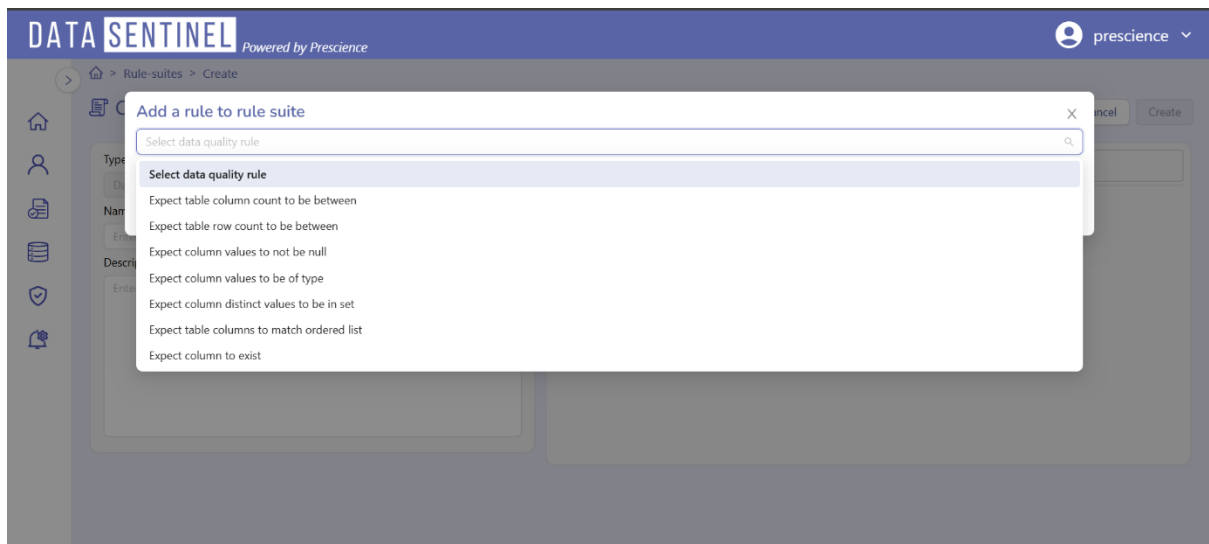 DATA SENTINEL Powered by Prescience
prescience
> Rule-suites > Create
Add a rule to rule suite
Create
Select data quality rule
Type
Select data quality rule
Expect table column count to be between
Expect table row count to be between
Expect column values to not be null
Expect column values to be of type
Expect column distinct values to be in set
Expect table columns to match ordered list
Expect column to exist